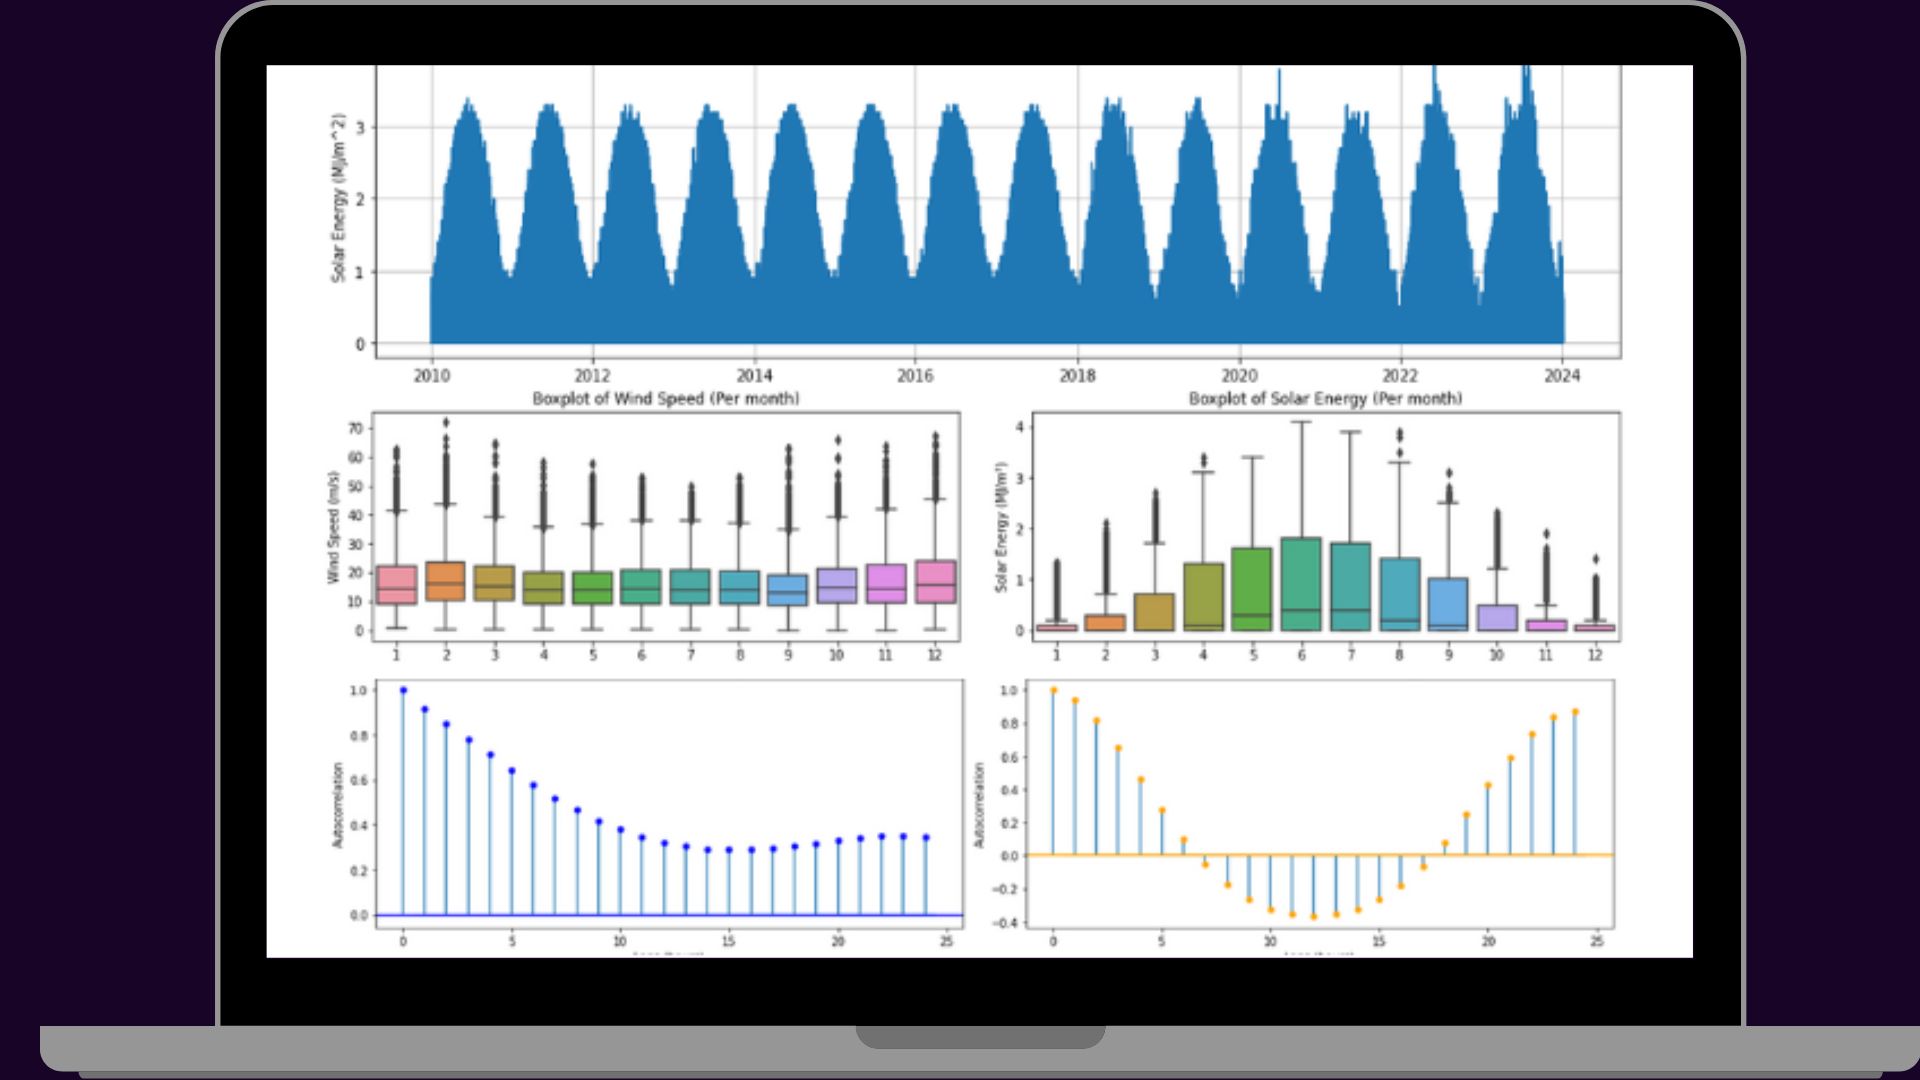 Solar Energy (MJ/m^2)
3
2
1
0
2010 2012 2014 2016 2018 2020 2022 2024
Boxplot of Wind Speed (Per month)
Wind Speed (m/s)
70
60
50
40
30
20
10
0
1 2 3 4 5 6 7 8 9 10 11 12
Boxplot of Solar Energy (Per month)
Solar Energy (MJ/m²)
4
3
2
1
0
1 2 3 4 5 6 7 8 9 10 11 12
Autocorrelation
1.0
0.8
0.6
0.4
0.2
0.0
0 5 10 15 20 25
Autocorrelation
1.0
0.8
0.6
0.4
0.2
0.0
−0.2
−0.4
0 5 10 15 20 25